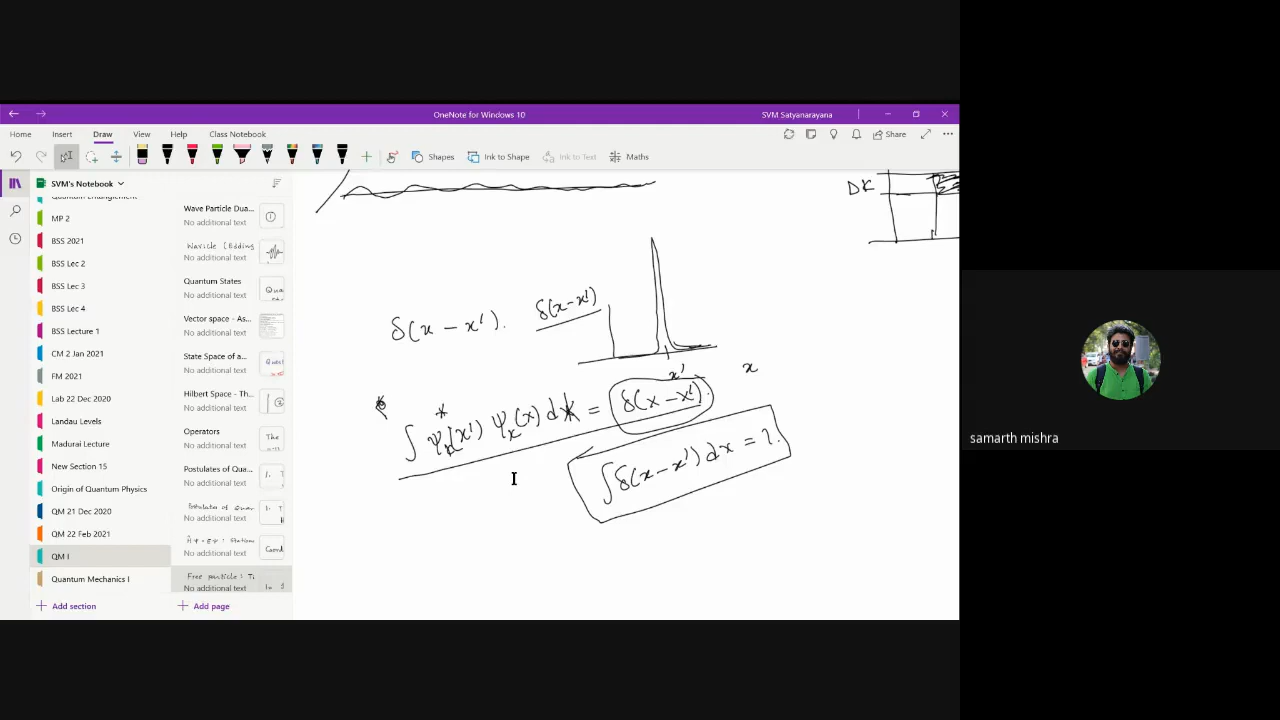 OneNote for Windows 10
SVM Satyanarayana
Home Insert Draw View Help Class Notebook
Share
Shapes Ink to Shape Ink to Text Maths
SVM's Notebook
MP 2
BSS 2021
BSS Lec 2
BSS Lec 3
BSS Lec 4
BSS Lecture 1
CM 2 Jan 2021
FM 2021
Lab 22 Dec 2020
Landau Levels
Madurai Lecture
New Section 15
Origin of Quantum Physics
QM 21 Dec 2020
QM 22 Feb 2021
QM I
Quantum Mechanics I
Add section
Wave Particle Dua...
No additional text
No additional text
Quantum States
No additional text
Vector space - As...
No additional text
State Space of a...
No additional text
Hilbert Space - Th...
No additional text
Operators
No additional text
Postulates of Qua...
No additional text
No additional text
No additional text
Free particle: Ti
No additional text
Add page
DK
δ(x-x')
δ(x - x').
x'
x
∫ ψ*(x') ψ(x) dk = δ(x-x').
∫δ(x-x') dx = 1.
samarth mishra